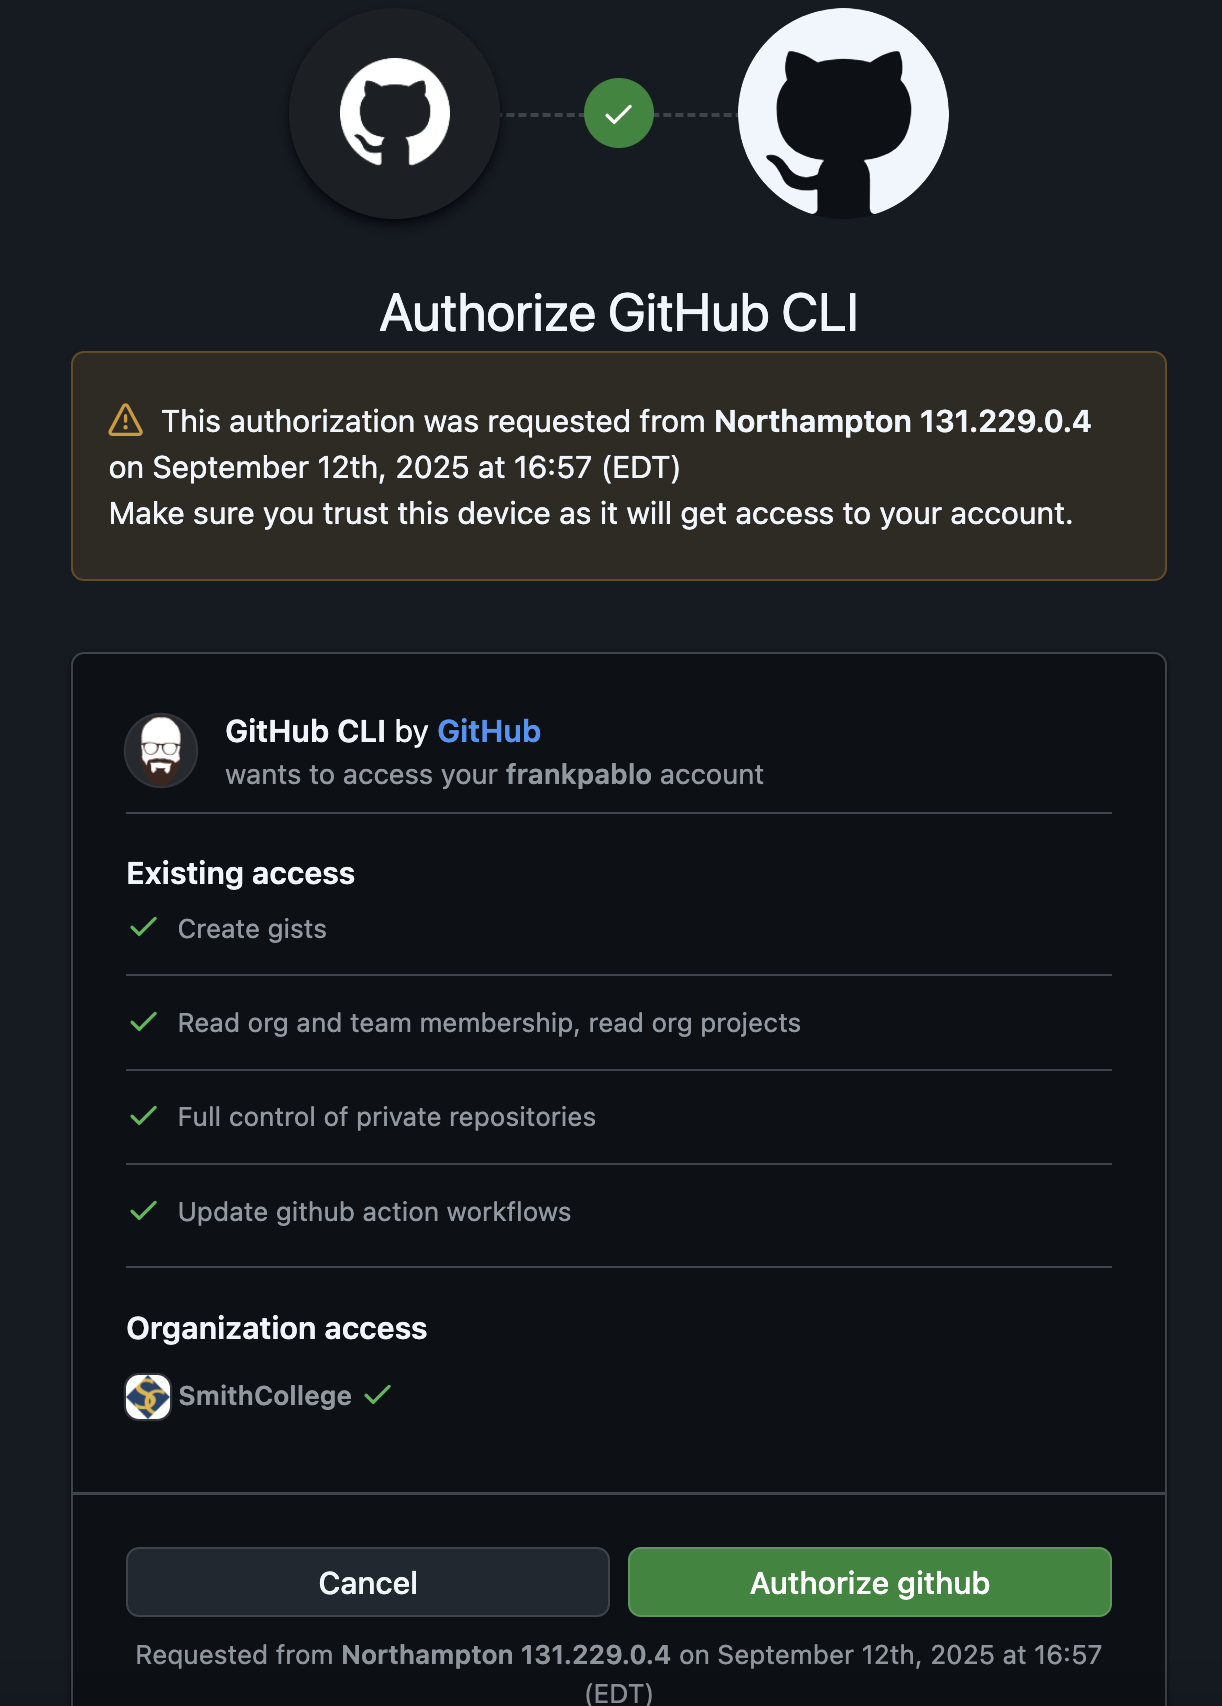 Authorize GitHub CLI
This authorization was requested from Northampton 131.229.0.4
on September 12th, 2025 at 16:57 (EDT)
Make sure you trust this device as it will get access to your account.
GitHub CLI by GitHub
wants to access your frankpablo account
Existing access
Create gists
Read org and team membership, read org projects
Full control of private repositories
Update github action workflows
Organization access
SmithCollege
Cancel
Authorize github
Requested from Northampton 131.229.0.4 on September 12th, 2025 at 16:57
(EDT)